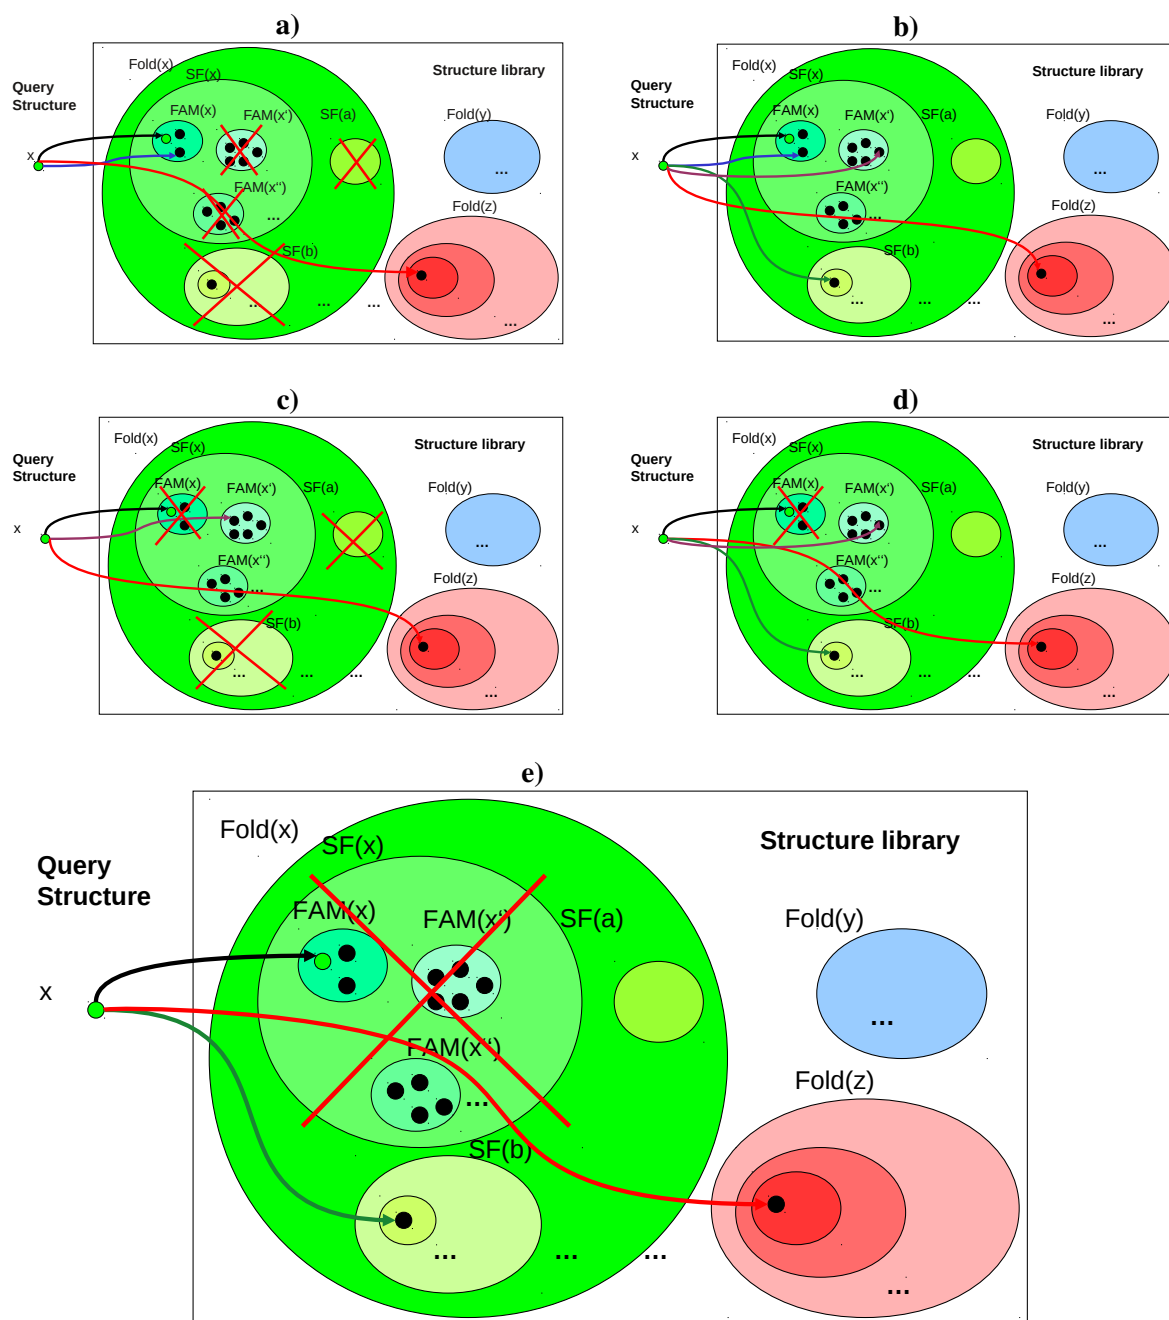 a)
Fold(x)
SF(x)
Structure library
Query
Structure
FAM(x)
FAM(x')
SF(a)
Fold(y)
x
...
FAM(x'')
...
Fold(z)
SF(b)
...
...
...
...
b)
Fold(x)
SF(x)
Structure library
Query
Structure
FAM(x)
FAM(x')
SF(a)
Fold(y)
x
...
FAM(x'')
...
Fold(z)
SF(b)
...
...
...
...
c)
Fold(x)
SF(x)
Structure library
Query
Structure
FAM(x)
FAM(x')
SF(a)
Fold(y)
x
...
FAM(x'')
...
Fold(z)
SF(b)
...
...
...
...
d)
Fold(x)
SF(x)
Structure library
Query
Structure
FAM(x)
FAM(x')
SF(a)
Fold(y)
x
...
FAM(x'')
...
Fold(z)
SF(b)
...
...
...
...
e)
Fold(x)
SF(x)
Structure library
Query
Structure
FAM(x)
FAM(x')
SF(a)
Fold(y)
x
...
FAM(x'')
...
Fold(z)
SF(b)
...
...
...
...